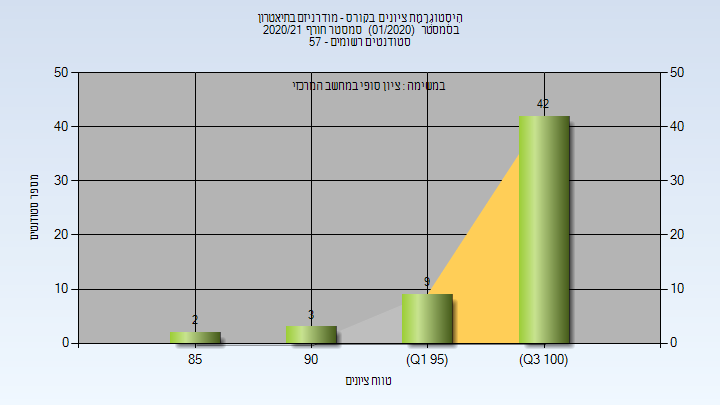 היסטוגרמת ציונים בקורס - מודרניזם בתיאטרון
בסמסטר (01/2020) סמסטר חורף 2020/21
סטודנטים רשומים - 57
במשימה : ציון סופי במחשב המרכזי
50 50
42
40 40
30 30
מספר סטודנטים
20 20
10 10
9
3
2
0 0
85 90 (Q1 95) (Q3 100)
טווח ציונים